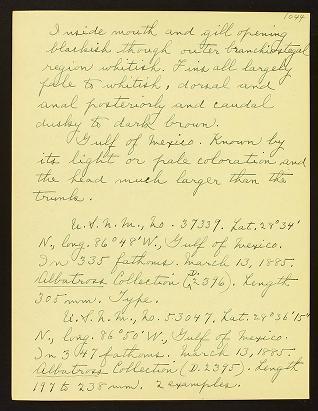 1044
Inside mouth and gill opening
blackish though outer branchiostegal
region whitish. Fins all largely
pale to whitish, dorsal and
anal posteriorly and caudal
dusky to dark brown.
Gulf of Mexico. Known by
its light or pale coloration and
the head much larger than the
trunk.
U.S.N.M., No. 37339. Lat. 28°34'
N., long. 86°48'W., Gulf of Mexico.
In 335 fathoms. March 13, 1885.
Albatross Collection (D. 2396). Length
305 mm. Type.
U.S.N.M., No. 53047. Lat. 28°36'15"
N., long. 86°50'W., Gulf of Mexico.
In 347 fathoms. March 13, 1885.
Albatross Collection (D. 2395). Length
197 to 238 mm. 2 examples.